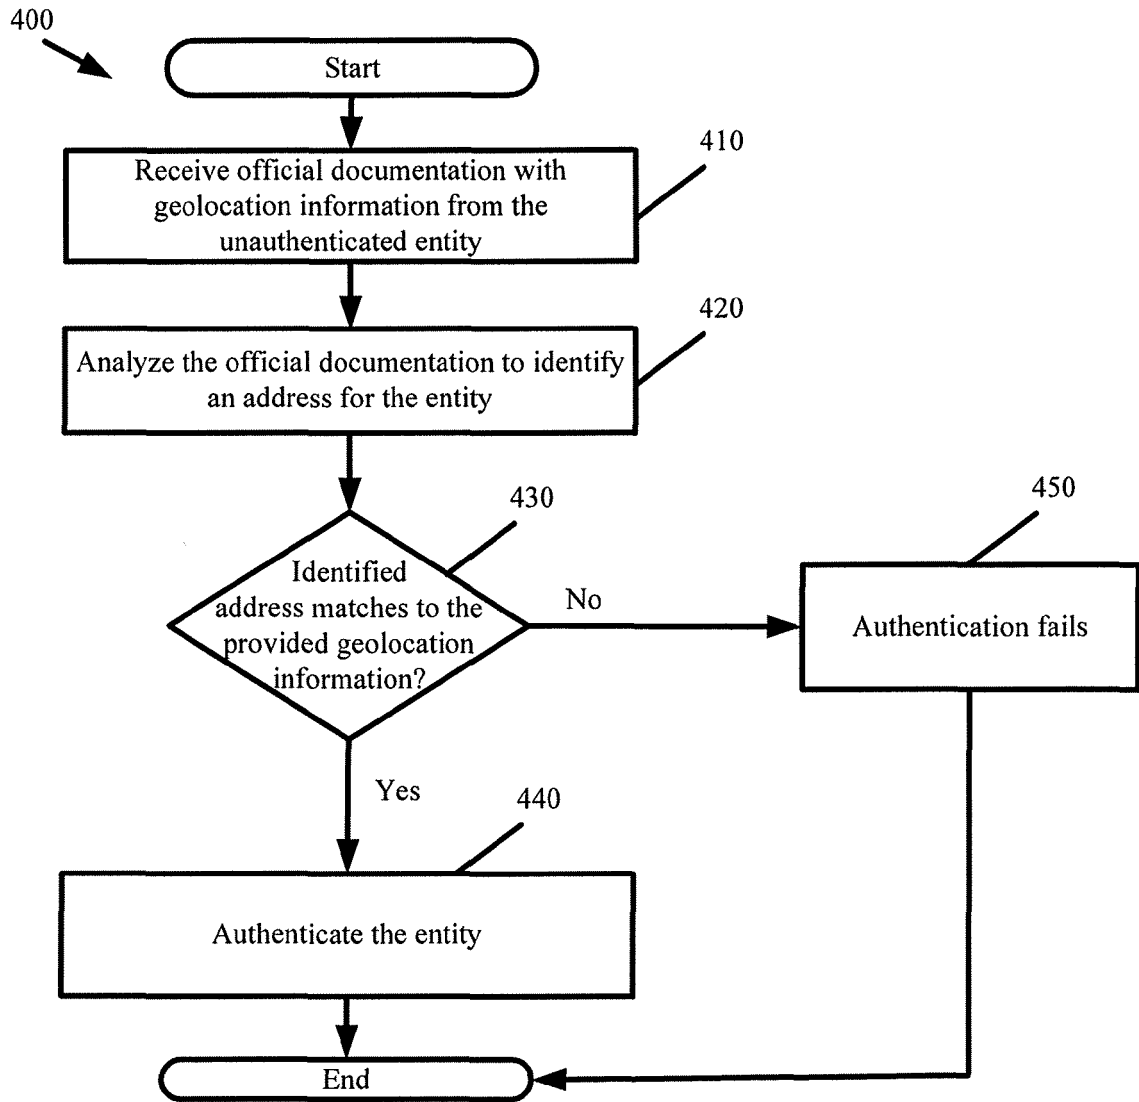 400
Start
410
Receive official documentation with
geolocation information from the
unauthenticated entity
420
Analyze the official documentation to identify
an address for the entity
430
450
Identified
address matches to the
provided geolocation
information?
No
Authentication fails
Yes
440
Authenticate the entity
End